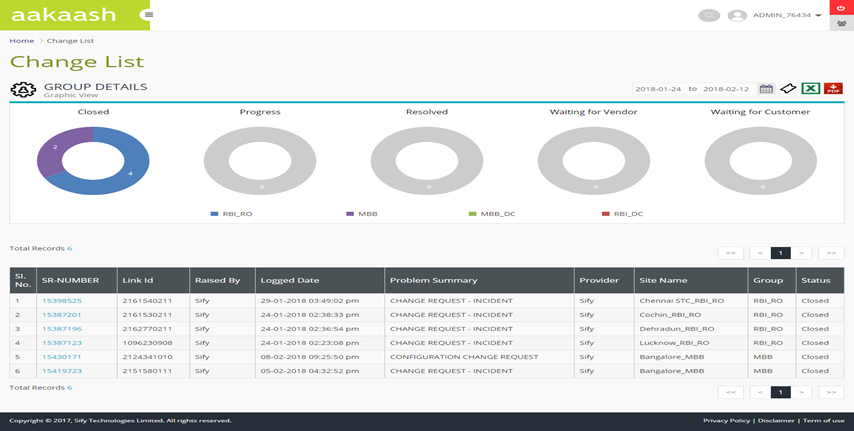 aakaash
ADMIN_76434
Home > Change List
Change List
GROUP DETAILS
Graphic View
2018-01-24 to 2018-02-12
PDF
Closed Progress Resolved Waiting for Vendor Waiting for Customer
2 4 0 0 0 0
RBI_RO MBB MBB_DC RBI_DC
Total Records 6
<< < 1 > >>
Sl. No. SR-NUMBER Link Id Raised By Logged Date Problem Summary Provider Site Name Group Status
1 15398525 2161540211 Sify 29-01-2018 03:49:02 pm CHANGE REQUEST - INCIDENT Sify Chennai STC_RBI_RO RBI_RO Closed
2 15387201 2161530211 Sify 24-01-2018 02:38:33 pm CHANGE REQUEST - INCIDENT Sify Cochin_RBI_RO RBI_RO Closed
3 15387196 2162770211 Sify 24-01-2018 02:36:54 pm CHANGE REQUEST - INCIDENT Sify Dehradun_RBI_RO RBI_RO Closed
4 15387123 1096230908 Sify 24-01-2018 02:23:08 pm CHANGE REQUEST - INCIDENT Sify Lucknow_RBI_RO RBI_RO Closed
5 15430171 2124341010 Sify 08-02-2018 09:25:50 pm CONFIGURATION CHANGE REQUEST Sify Bangalore_MBB MBB Closed
6 15419723 2151580111 Sify 05-02-2018 04:32:52 pm CHANGE REQUEST - INCIDENT Sify Bangalore_MBB MBB Closed
Total Records 6
<< < 1 > >>
Copyright © 2017, Sify Technologies Limited. All rights reserved. Privacy Policy | Disclaimer | Term of use